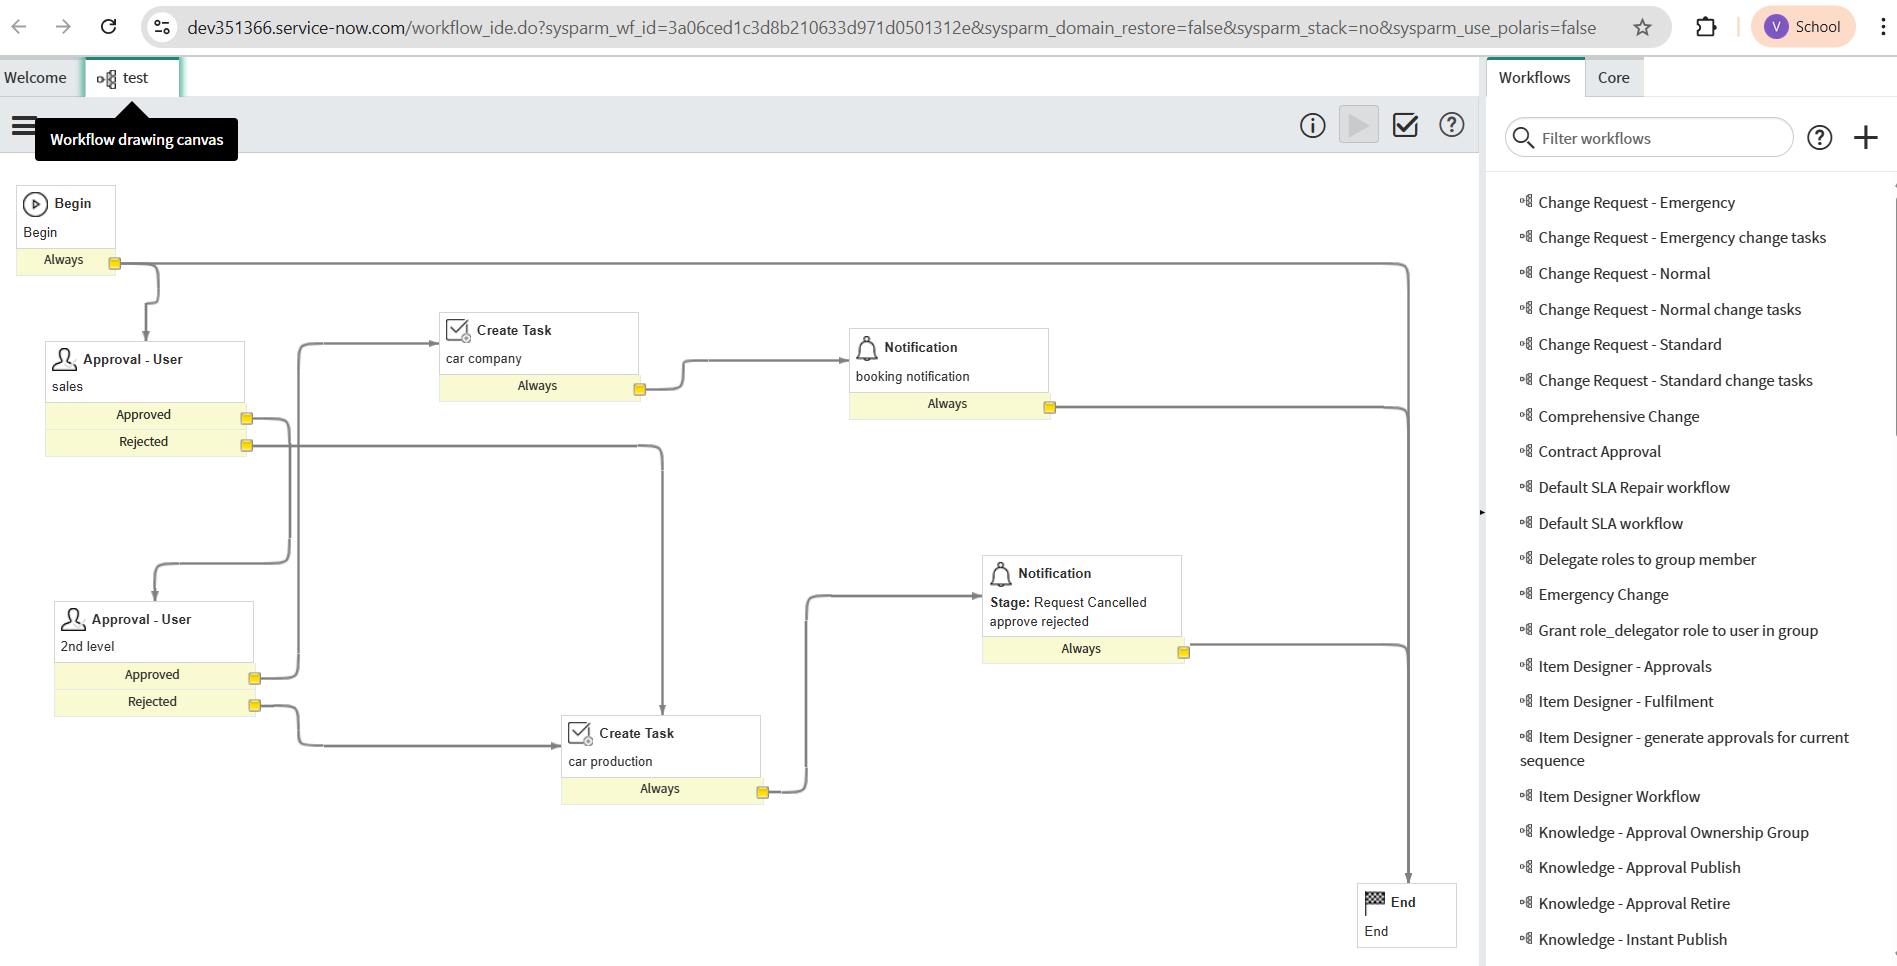 dev351366.service-now.com/workflow_ide.do?sysparm_wf_id=3a06ced1c3d8b210633d971d0501312e&sysparm_domain_restore=false&sysparm_stack=no&sysparm_use_polaris=false
V School
Welcome
test
Workflow drawing canvas
Begin
Begin
Always
Approval - User
sales
Approved
Rejected
Create Task
car company
Always
Notification
booking notification
Always
Approval - User
2nd level
Approved
Rejected
Create Task
car production
Always
Notification
Stage: Request Cancelled
approve rejected
Always
End
End
Workflows
Core
Filter workflows
Change Request - Emergency
Change Request - Emergency change tasks
Change Request - Normal
Change Request - Normal change tasks
Change Request - Standard
Change Request - Standard change tasks
Comprehensive Change
Contract Approval
Default SLA Repair workflow
Default SLA workflow
Delegate roles to group member
Emergency Change
Grant role_delegator role to user in group
Item Designer - Approvals
Item Designer - Fulfilment
Item Designer - generate approvals for current
sequence
Item Designer Workflow
Knowledge - Approval Ownership Group
Knowledge - Approval Publish
Knowledge - Approval Retire
Knowledge - Instant Publish